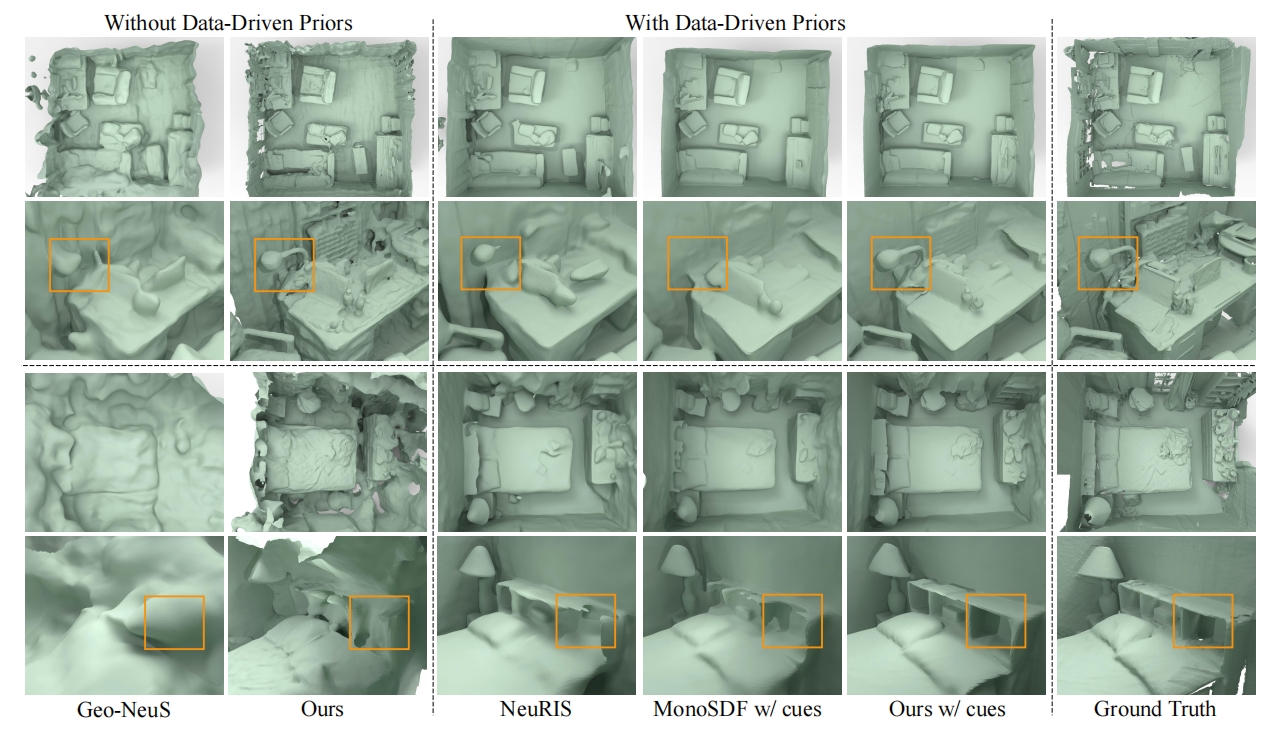 Without Data-Driven Priors
With Data-Driven Priors
Geo-NeuS
Ours
NeuRIS
MonoSDF w/ cues
Ours w/ cues
Ground Truth